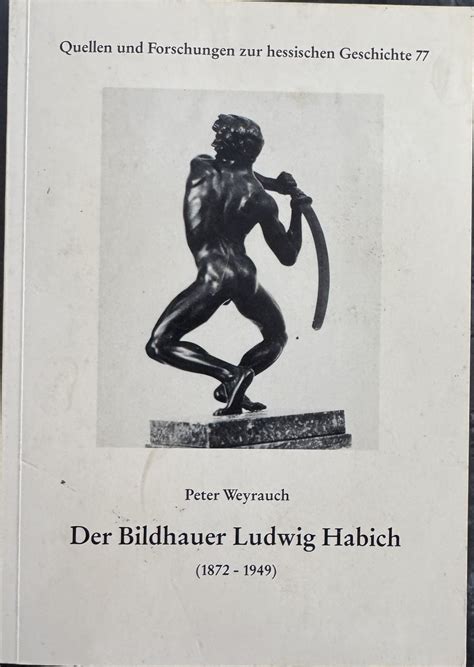 Quellen und Forschungen zur hessischen Geschichte 77
Peter Weyrauch
Der Bildhauer Ludwig Habich
(1872 - 1949)